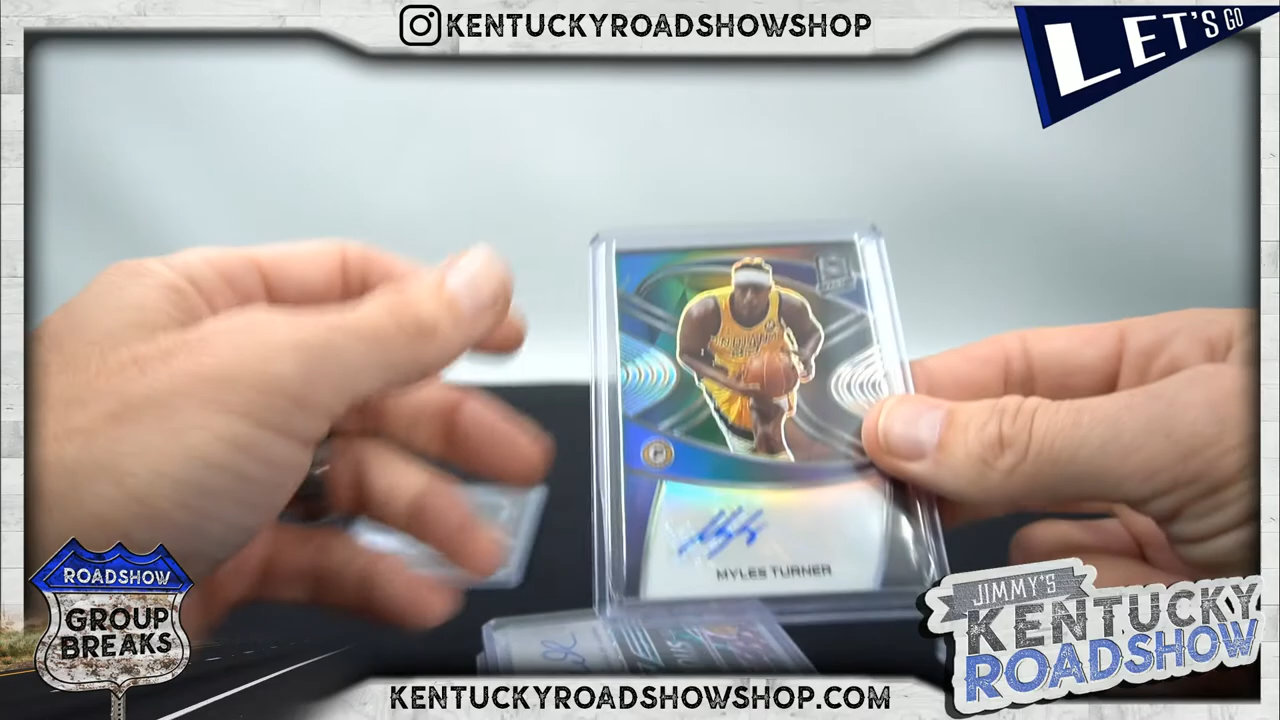 KENTUCKYROADSHOWSHOP
LET'S GO
MYLES TURNER
ROADSHOW
GROUP
BREAKS
JIMMY'S
KENTUCKY
ROADSHOW
KENTUCKYROADSHOWSHOP.COM